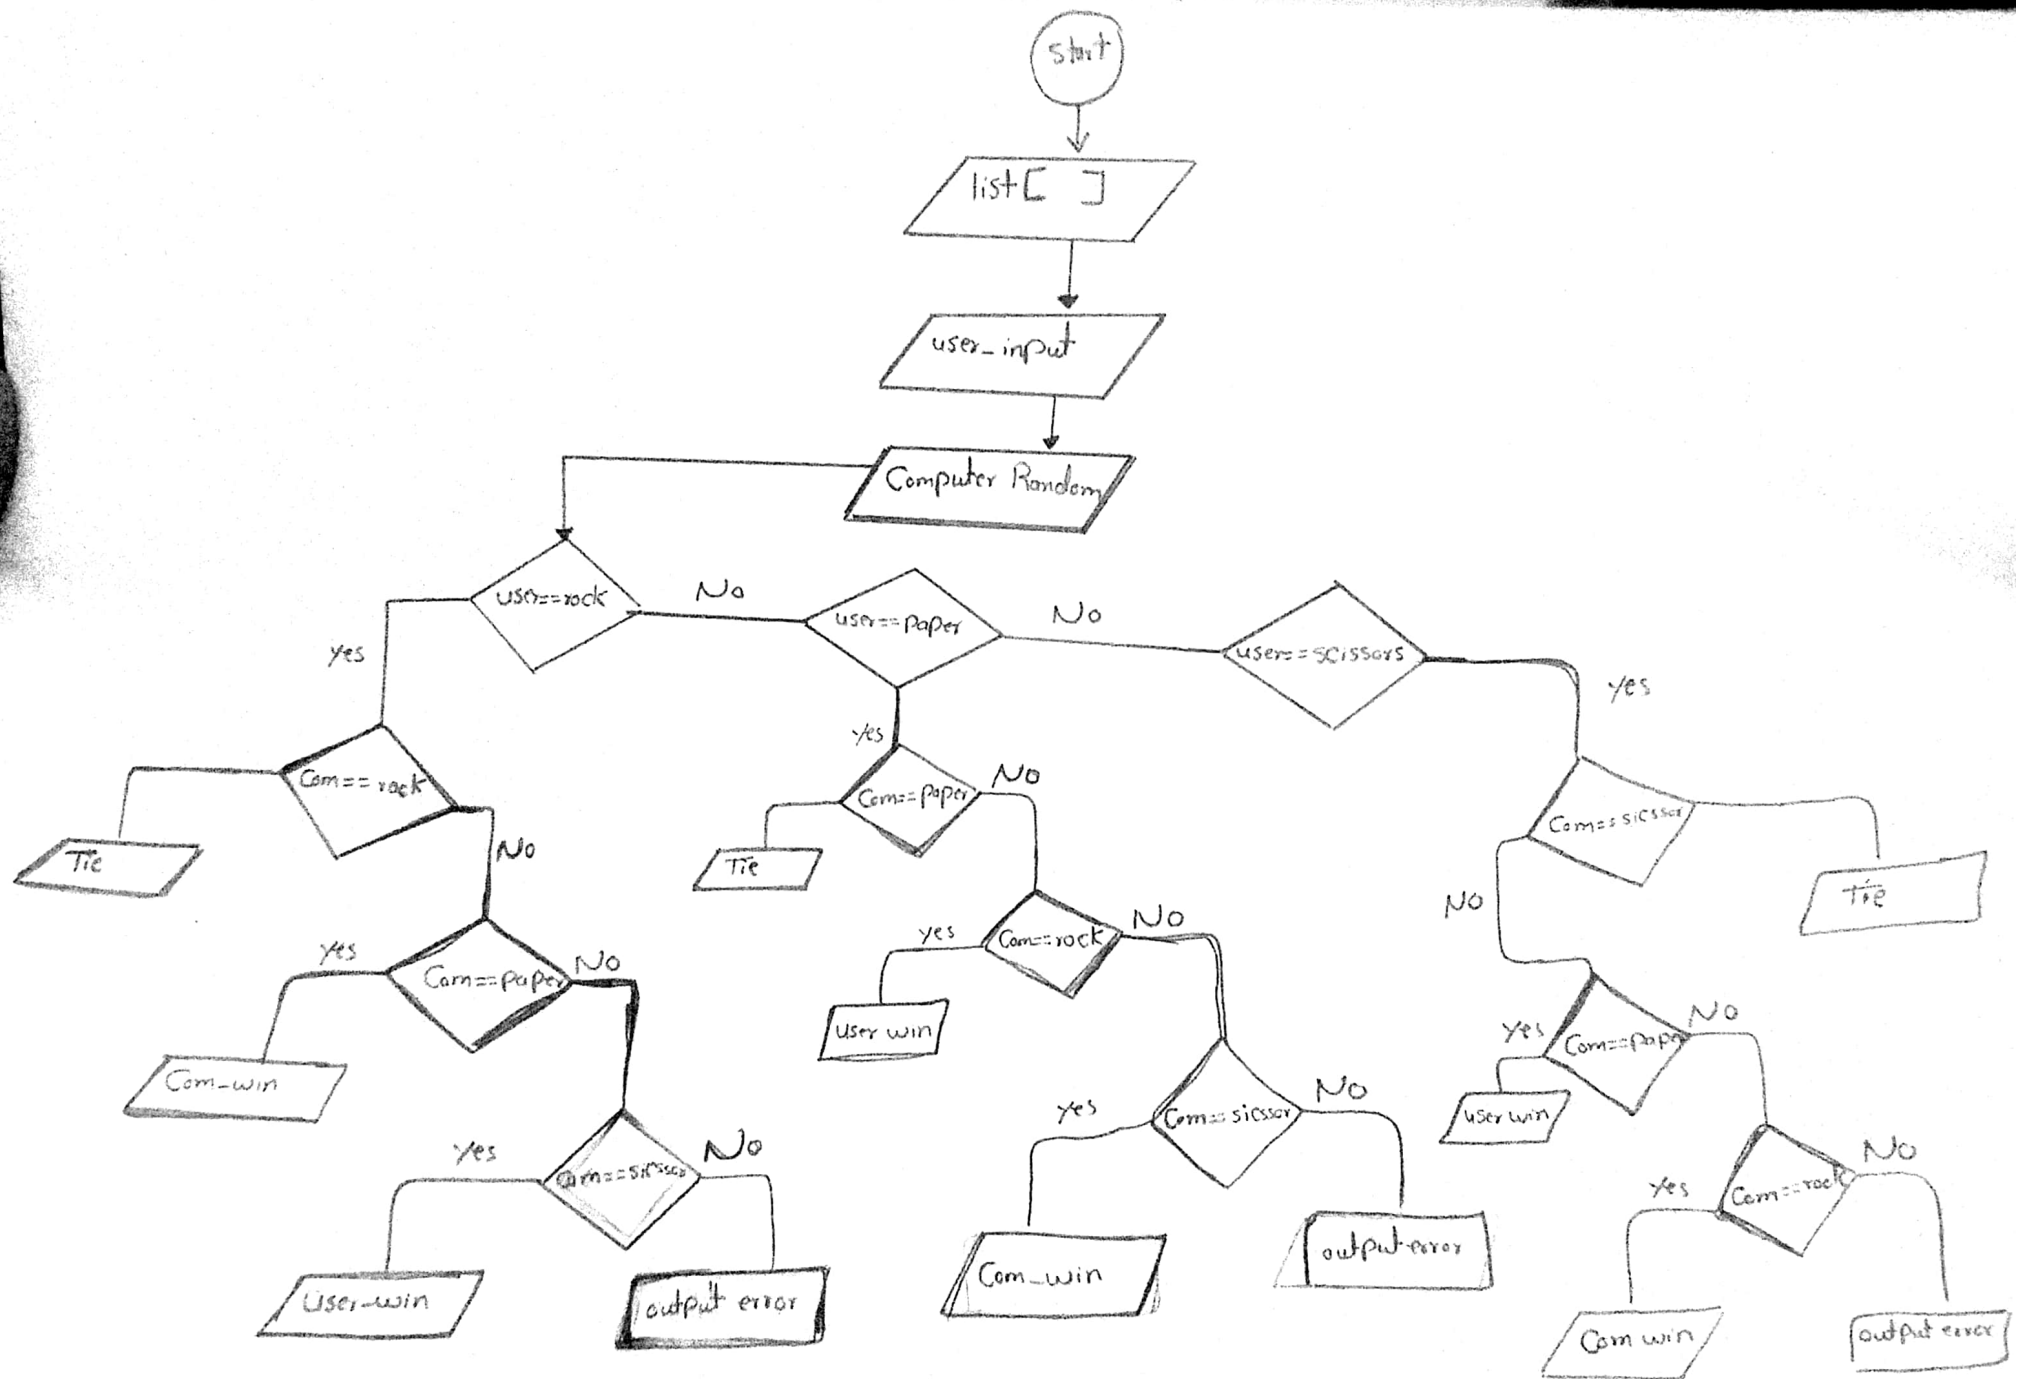 start
list[ ]
user_input
Computer Random
user==rock
No
user==paper
No
user==scissors
yes
yes
yes
Com==rock
No
Tie
Com==paper
No
Tie
Com==sicssor
No
Tie
yes
Com==paper
No
Com_win
yes
Com==rock
No
user win
yes
Com==paper
No
user win
yes
Com==sicssor
No
User_win
output error
yes
Com==sicssor
No
Com_win
output error
yes
Com==rock
No
Com win
output error